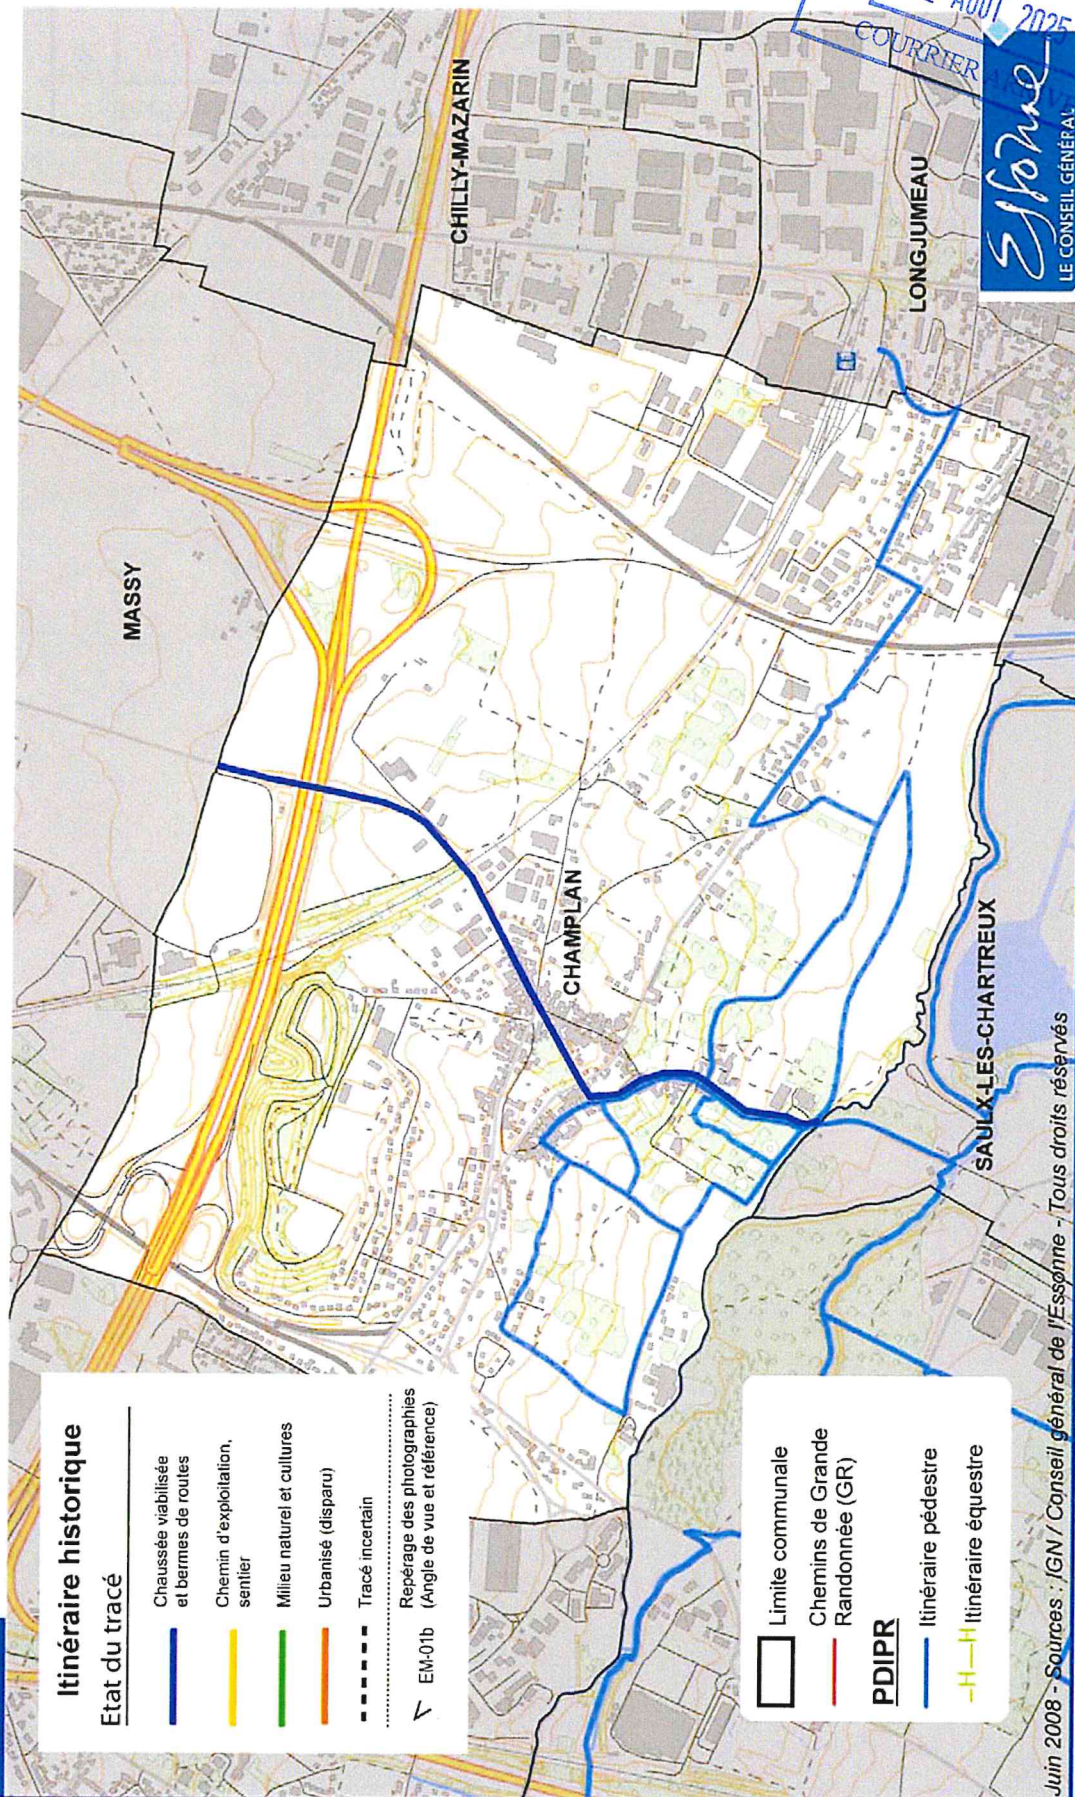 Itinéraire historique
Etat du tracé
Chaussée viabilisée
et bermes de routes
Chemin d'exploitation,
sentier
Milieu naturel et cultures
Urbanisé (disparu)
Tracé incertain
Repérage des photographies
EM-01b (Angle de vue et référence)
Limite communale
Chemins de Grande
Randonnée (GR)
PDIPR
Itinéraire pédestre
-H—H Itinéraire équestre
MASSY
CHILLY-MAZARIN
CHAMPLAN
LONGJUMEAU
SAULX-LES-CHARTREUX
AOUT 2025
COURRIER
Essonne
LE CONSEIL GÉNÉRAL
Juin 2008 - Sources : IGN / Conseil général de l'Essonne - Tous droits réservés